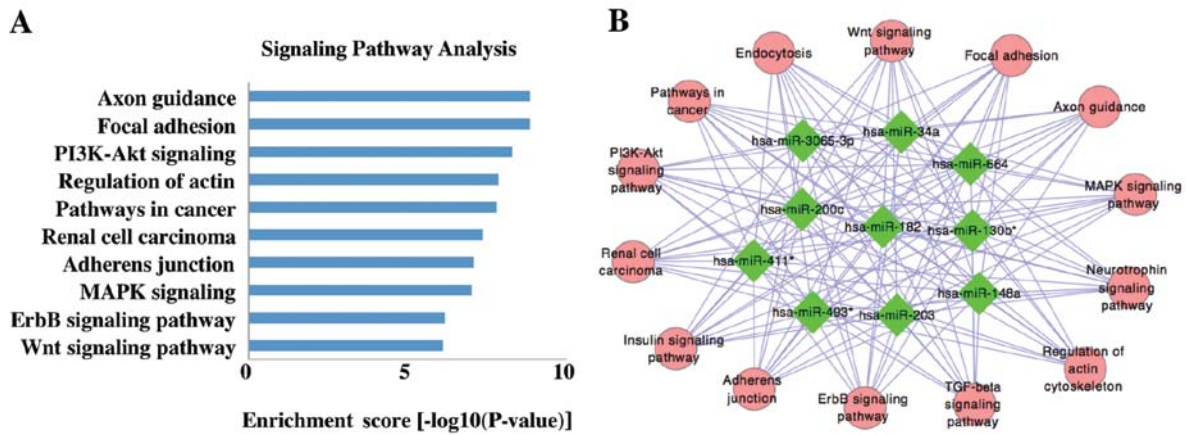 A
Signaling Pathway Analysis
Axon guidance
Focal adhesion
PI3K-Akt signaling
Regulation of actin
Pathways in cancer
Renal cell carcinoma
Adherens junction
MAPK signaling
ErbB signaling pathway
Wnt signaling pathway
0 5 10
Enrichment score [-log10(P-value)]
B
Wnt signaling
pathway
Endocytosis
Focal adhesion
Pathways in
cancer
Axon guidance
hsa-miR-34a
hsa-miR-3065-3p
PI3K-Akt
signaling
pathway
hsa-miR-664
MAPK signaling
pathway
hsa-miR-200c
hsa-miR-182
hsa-miR-130b*
Renal cell
carcinoma
hsa-miR-411*
Neurotrophin
signaling
pathway
hsa-miR-148a
hsa-miR-493*
hsa-miR-203
Insulin signaling
pathway
Regulation of
actin
cytoskeleton
Adherens
junction
ErbB signaling
pathway
TGF-beta
signaling
pathway